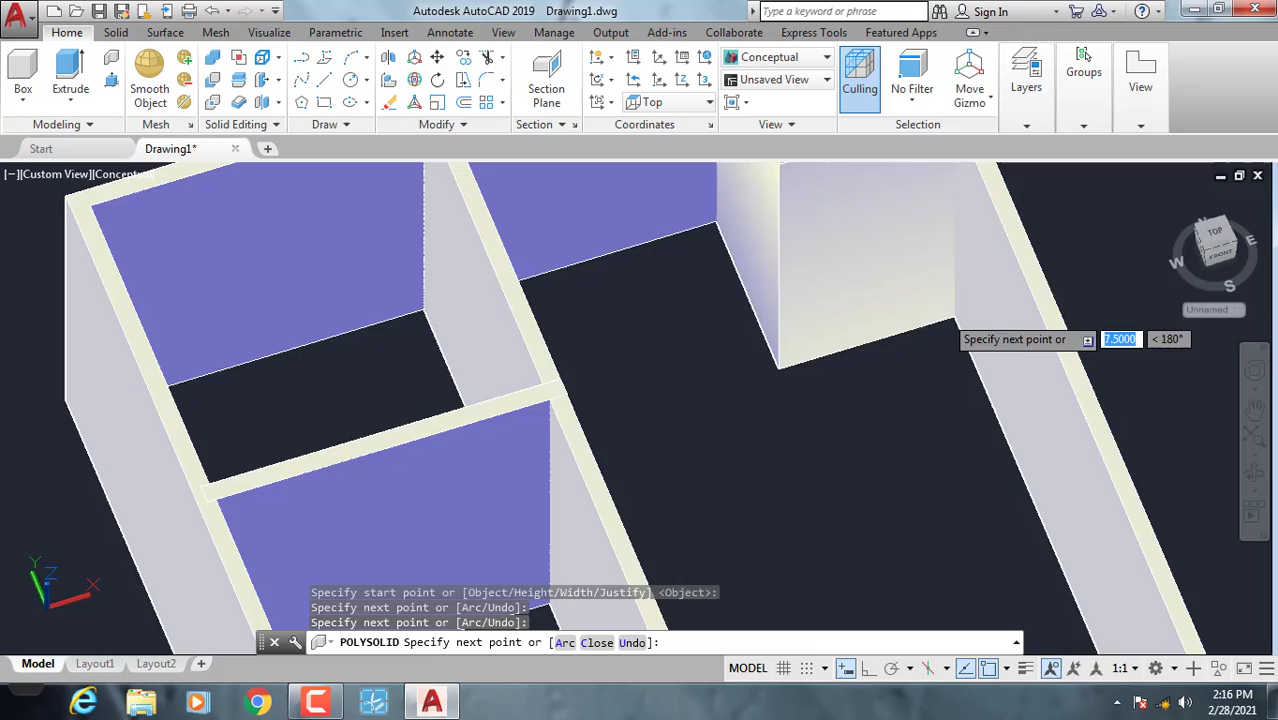 Autodesk AutoCAD 2019 Drawing1.dwg
Type a keyword or phrase
Sign In
Home Solid Surface Mesh Visualize Parametric Insert Annotate View Manage Output Add-ins Collaborate Express Tools Featured Apps
Box
Extrude
Smooth
Object
Section
Plane
Top
Conceptual
Unsaved View
Culling
No Filter
Move
Gizmo
Layers
Groups
View
Modeling Mesh Solid Editing Draw Modify Section Coordinates View Selection
Start Drawing1*
[−][Custom View][Concep
TOP
FRONT
W E S
Unnamed
Specify next point or 7.5000 < 180°
Y Z X
Specify start point or [Object/Height/Width/Justify] <Object>:
Specify next point or [Arc/Undo]:
Specify next point or [Arc/Undo]:
POLYSOLID Specify next point or [Arc Close Undo]:
Model Layout1 Layout2
MODEL
1:1
2:16 PM
2/28/2021